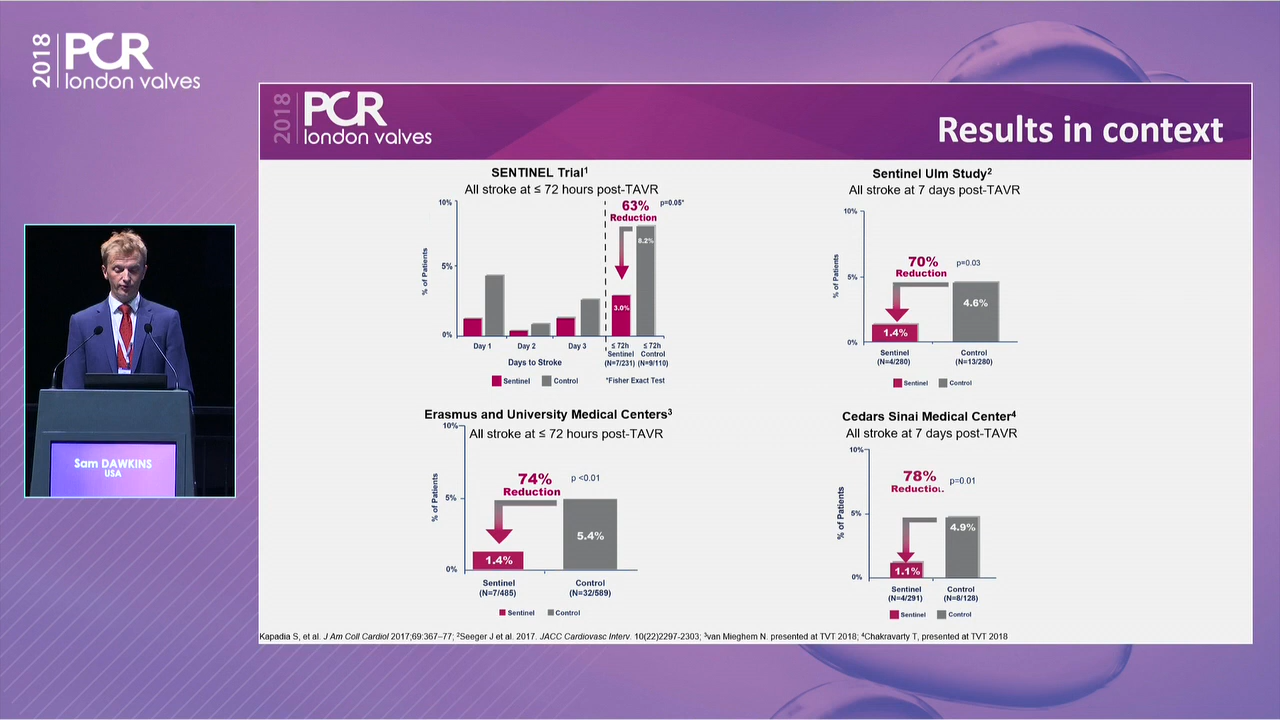 2018 PCR
london valves
2018 PCR
london valves
Results in context
SENTINEL Trial¹
All stroke at ≤ 72 hours post-TAVR
10%
63%
Reduction
p=0.05*
8.2%
5%
3.0%
0%
% of Patients
Day 1
Day 2
Day 3
≤ 72h
Sentinel
(N=7/231)
≤ 72h
Control
(N=9/110)
Days to Stroke
Sentinel
Control
*Fisher Exact Test
Sentinel Ulm Study²
All stroke at 7 days post-TAVR
10%
70%
Reduction
p=0.03
5%
4.6%
1.4%
0%
% of Patients
Sentinel
(N=4/280)
Control
(N=13/280)
Sentinel
Control
Sam DAWKINS
USA
Erasmus and University Medical Centers³
All stroke at ≤ 72 hours post-TAVR
10%
74%
Reduction
p <0.01
5%
5.4%
1.4%
0%
% of Patients
Sentinel
(N=7/485)
Control
(N=32/589)
Sentinel
Control
Cedars Sinai Medical Center⁴
All stroke at 7 days post-TAVR
10%
78%
Reduction.
p=0.01
5%
4.9%
1.1%
0%
% of Patients
Sentinel
(N=4/291)
Control
(N=8/128)
Sentinel
Control
Kapadia S, et al. J Am Coll Cardiol 2017;69:367–77; ²Seeger J et al. 2017. JACC Cardiovasc Interv. 10(22)2297-2303; ³van Mieghem N. presented at TVT 2018; ⁴Chakravarty T, presented at TVT 2018